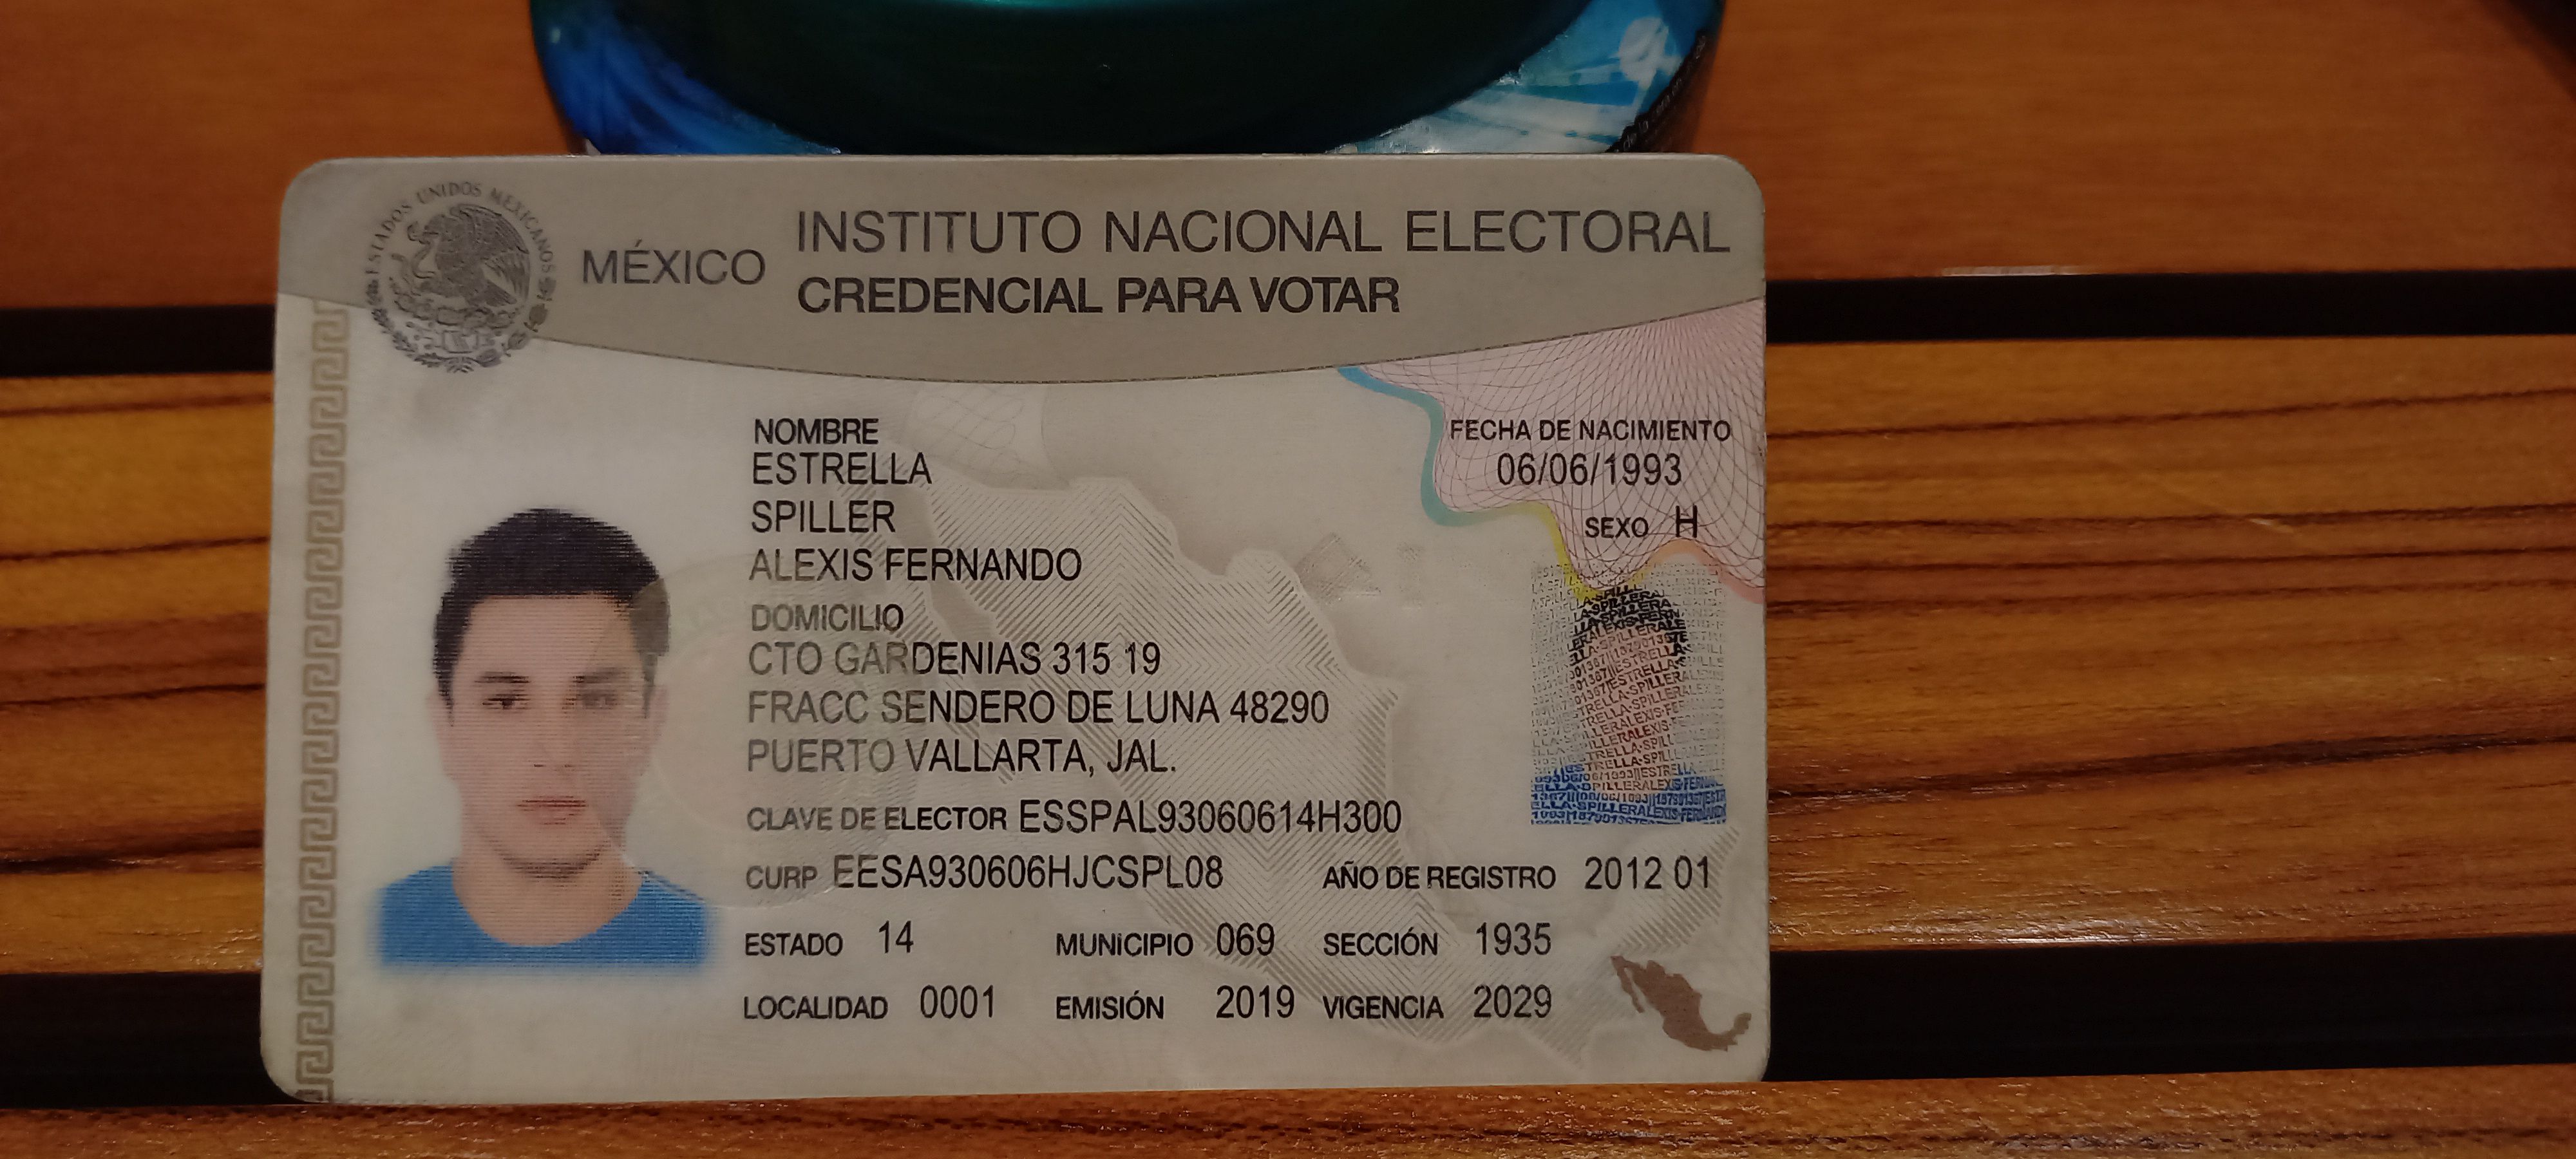 ESTADOS UNIDOS MEXICANOS
MÉXICO
INSTITUTO NACIONAL ELECTORAL
CREDENCIAL PARA VOTAR
NOMBRE
ESTRELLA
SPILLER
ALEXIS FERNANDO
FECHA DE NACIMIENTO
06/06/1993
SEXO H
DOMICILIO
CTO GARDENIAS 315 19
FRACC SENDERO DE LUNA 48290
PUERTO VALLARTA, JAL.
CLAVE DE ELECTOR ESSPAL93060614H300
CURP EESA930606HJCSPL08 AÑO DE REGISTRO 2012 01
ESTADO 14 MUNICIPIO 069 SECCIÓN 1935
LOCALIDAD 0001 EMISIÓN 2019 VIGENCIA 2029